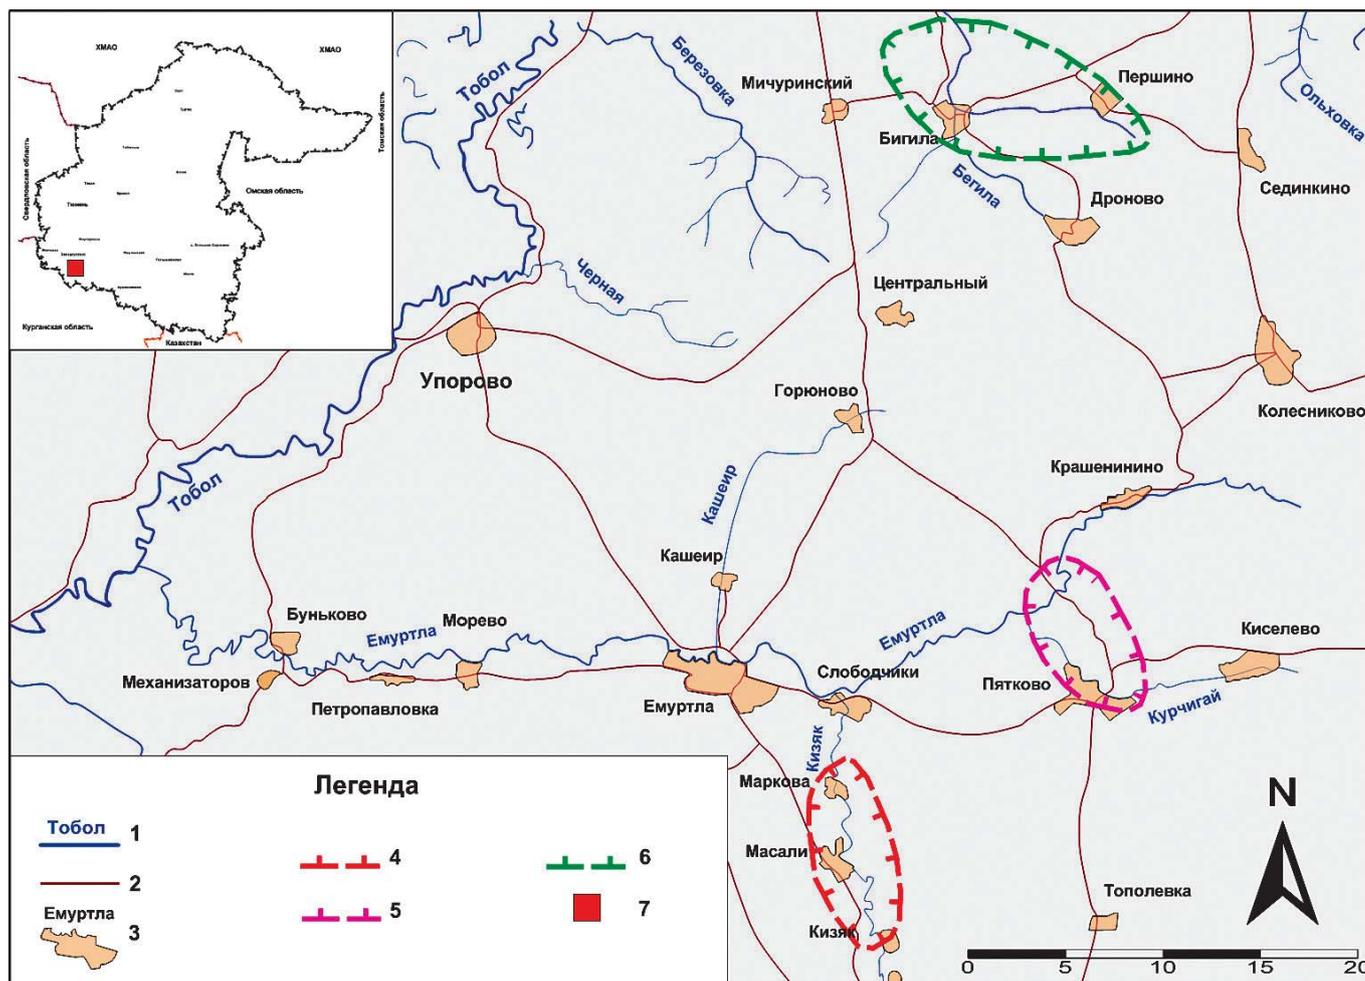 ХМАО
ХМАО
Томская область
Свердловская область
Омская область
Тюмень
Курганская область
Казахстан
Тобол
Березовка
Мичуринский
Першино
Ольховка
Бигила
Бегила
Сединкино
Дроново
Черная
Центральный
Упорово
Горюново
Колесниково
Тобол
Кашеир
Крашенинино
Кашеир
Буньково
Емуртла
Морево
Емуртла
Киселево
Механизаторов
Петропавловка
Емуртла
Слободчики
Пятково
Курчигай
Кизяк
Маркова
Масали
Кизяк
Тополевка
N
0 5 10 15 20
Легенда
Тобол 1
2
Емуртла
3
4
5
6
7